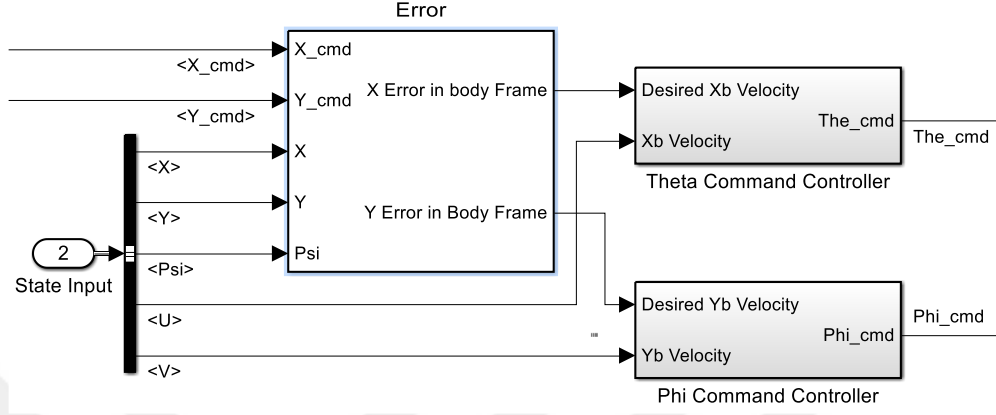 Error
X_cmd
<X_cmd>
Y_cmd
<Y_cmd>
X Error in body Frame
X
<X>
Y
<Y>
Y Error in Body Frame
Psi
<Psi>
2
State Input
<U>
<V>
Desired Xb Velocity
The_cmd
The_cmd
Xb Velocity
Theta Command Controller
Desired Yb Velocity
Phi_cmd
Phi_cmd
Yb Velocity
Phi Command Controller